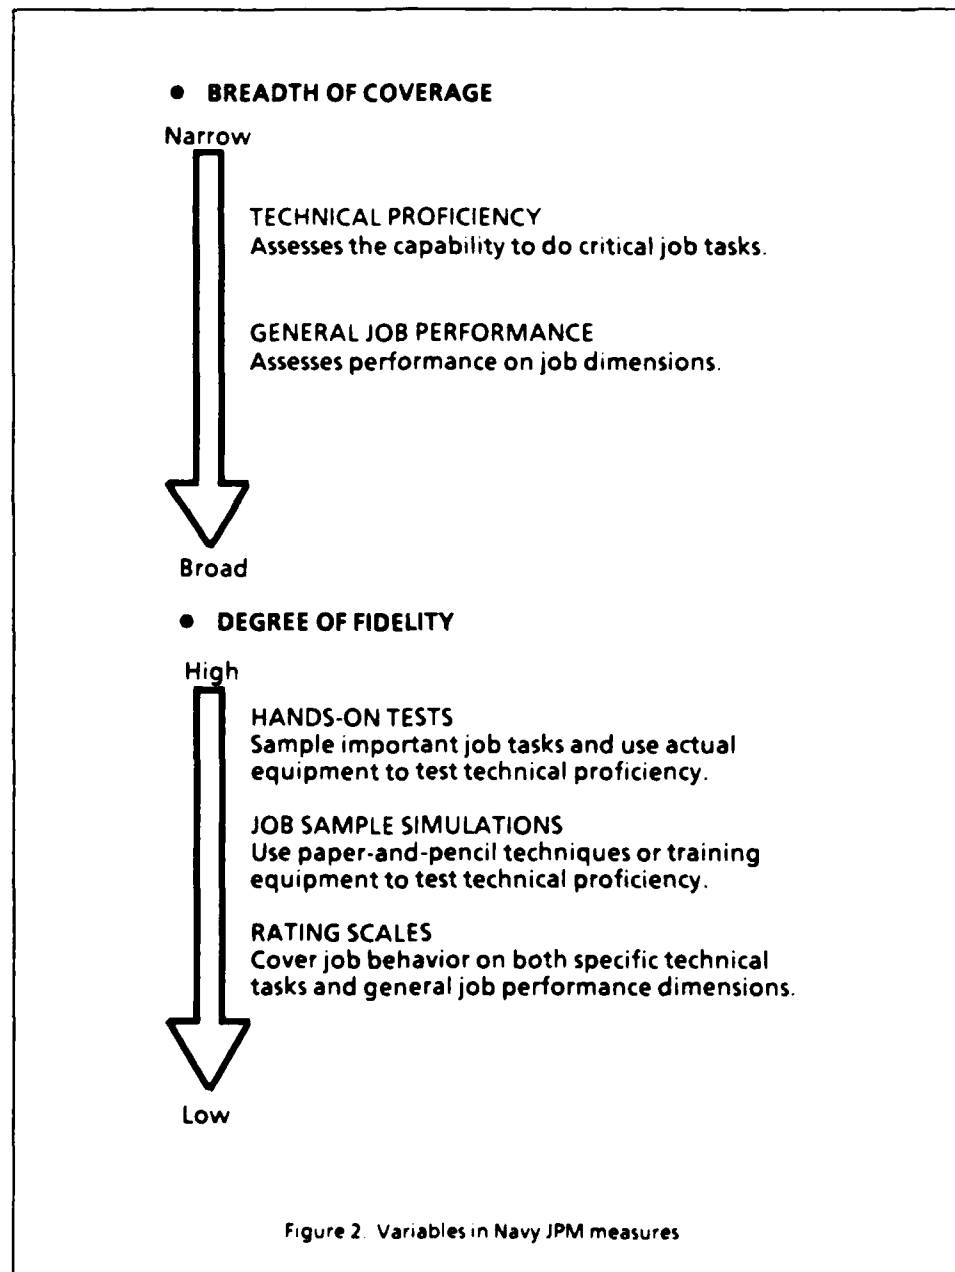 ● BREADTH OF COVERAGE
Narrow
TECHNICAL PROFICIENCY
Assesses the capability to do critical job tasks.
GENERAL JOB PERFORMANCE
Assesses performance on job dimensions.
Broad
● DEGREE OF FIDELITY
High
HANDS-ON TESTS
Sample important job tasks and use actual
equipment to test technical proficiency.
JOB SAMPLE SIMULATIONS
Use paper-and-pencil techniques or training
equipment to test technical proficiency.
RATING SCALES
Cover job behavior on both specific technical
tasks and general job performance dimensions.
Low
Figure 2. Variables in Navy JPM measures